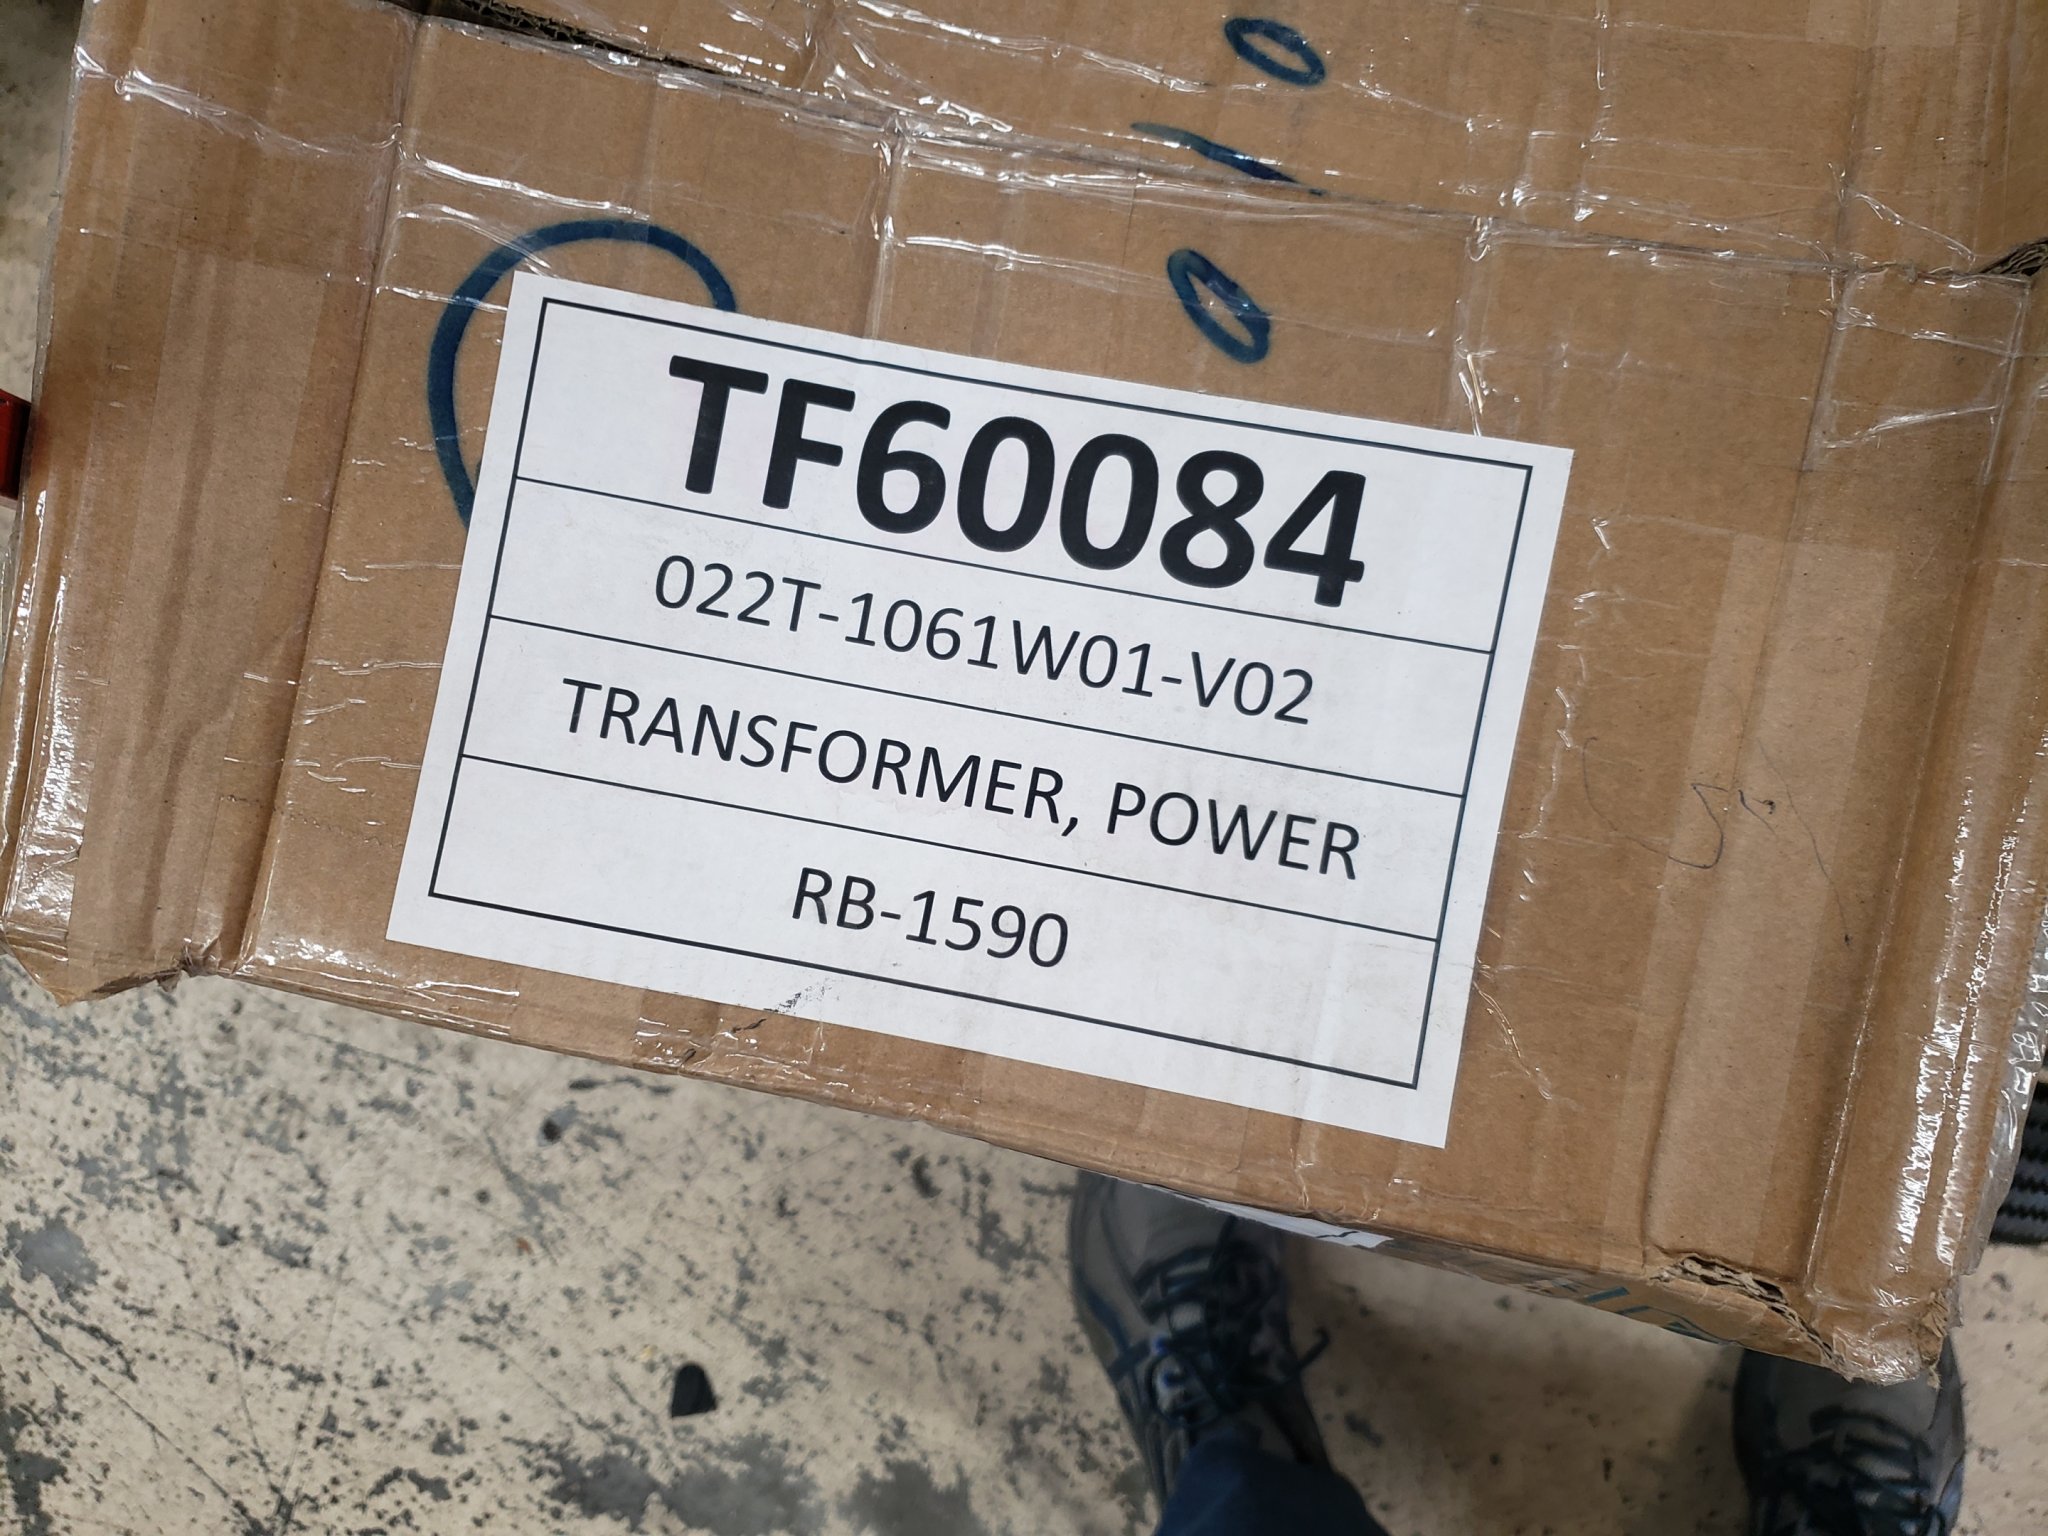 TF60084
022T-1061W01-V02
TRANSFORMER, POWER
RB-1590